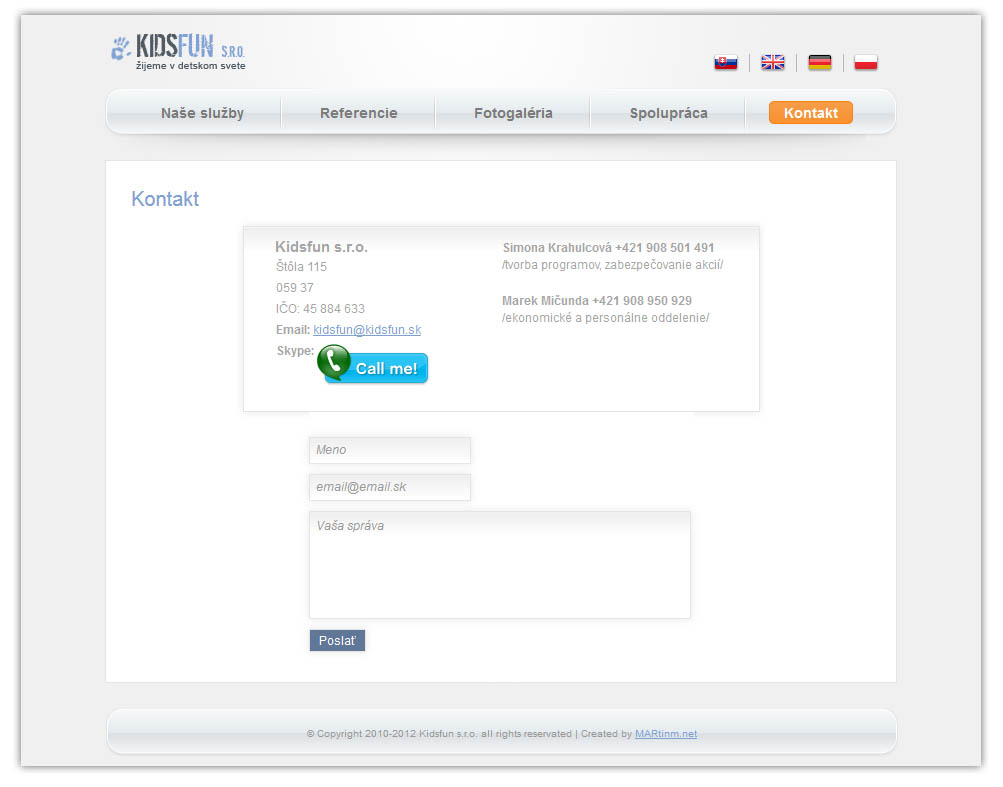 KIDSFUN S.R.O.
žijeme v detskom svete
Naše služby
Referencie
Fotogaléria
Spolupráca
Kontakt
Kontakt
Kidsfun s.r.o.
Štôla 115
059 37
IČO: 45 884 633
Email: kidsfun@kidsfun.sk
Skype:
Call me!
Simona Krahulcová +421 908 501 491
/tvorba programov, zabezpečovanie akcií/
Marek Mičunda +421 908 950 929
/ekonomické a personálne oddelenie/
Meno
email@email.sk
Vaša správa
Poslať
© Copyright 2010-2012 Kidsfun s.r.o. all rights reservated | Created by MARtinm.net